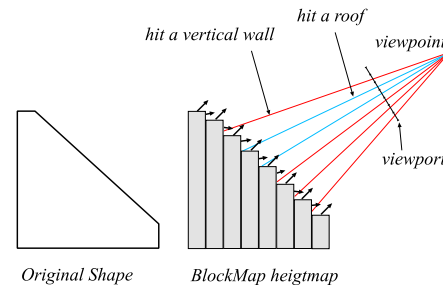 hit a roof
hit a vertical wall
viewpoint
viewport
Original Shape
BlockMap heigtmap